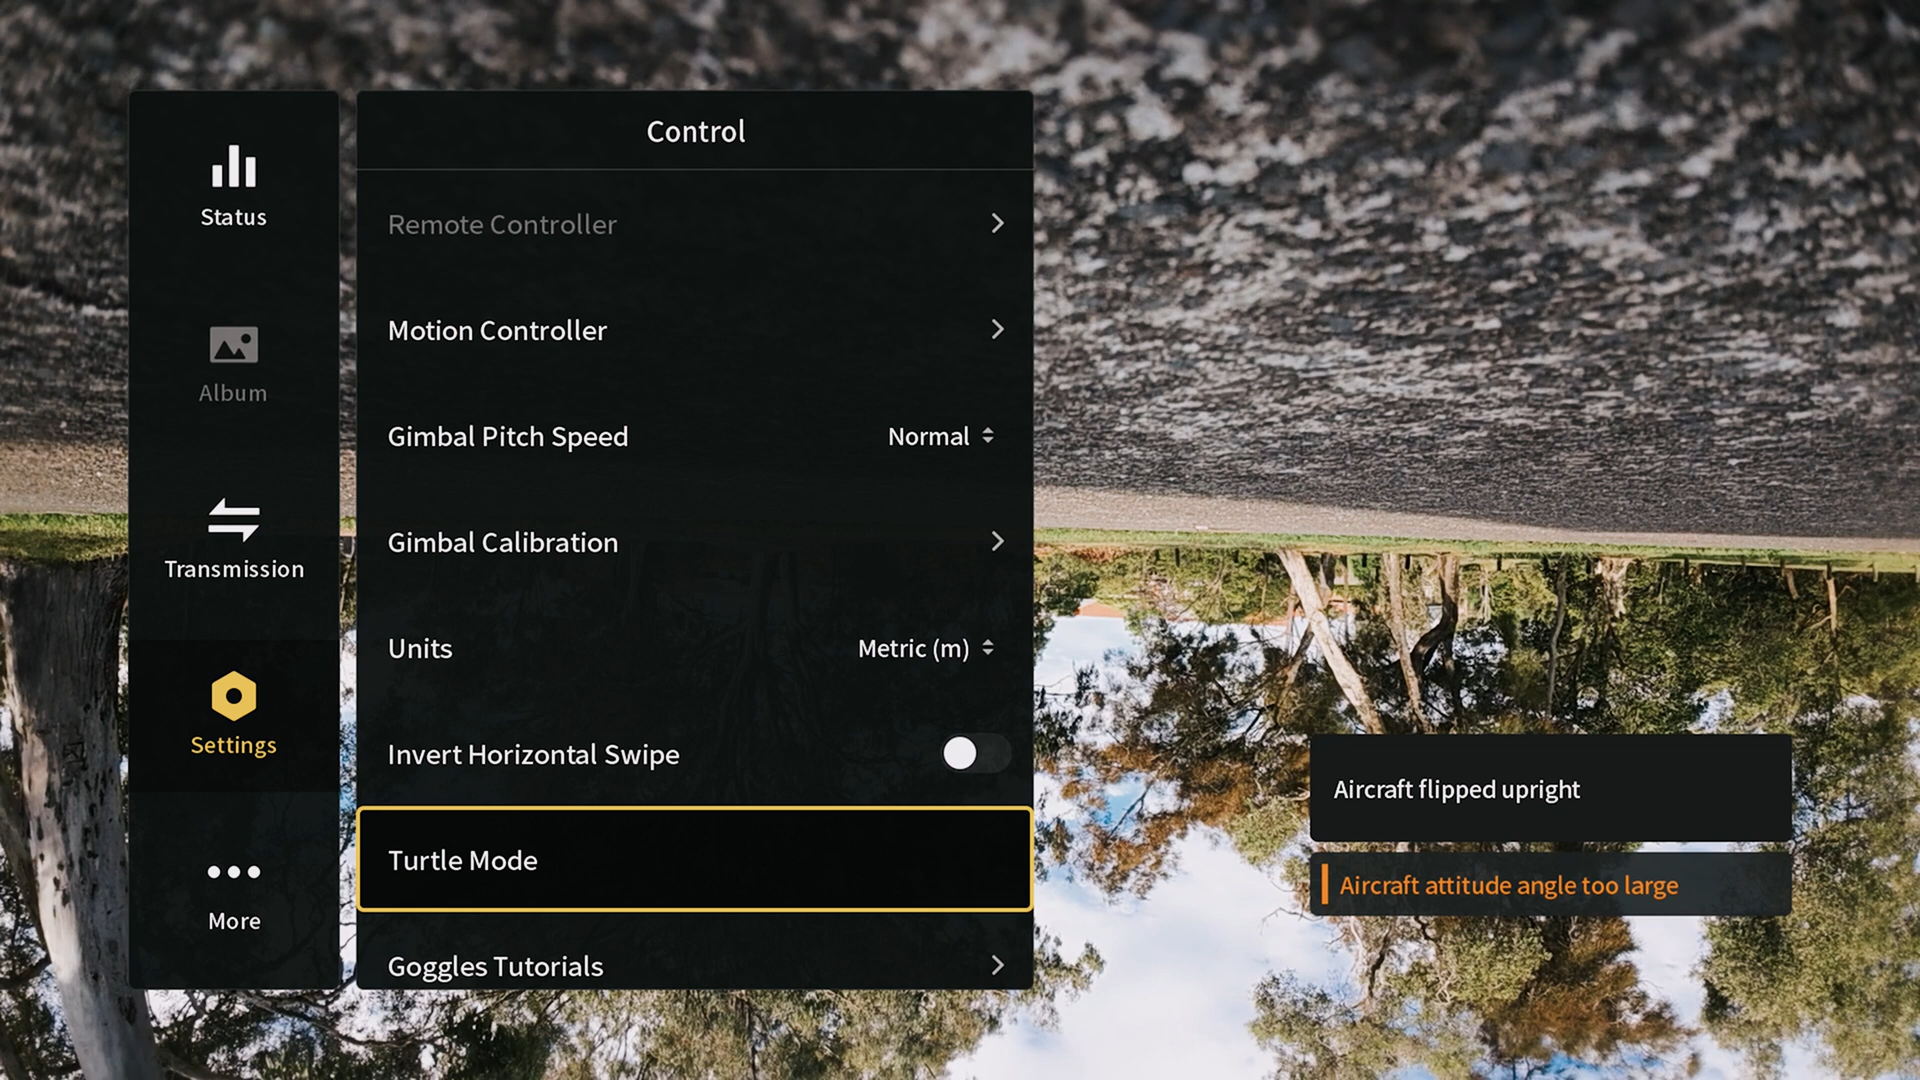 Status
Album
Transmission
Settings
More
Control
Remote Controller
Motion Controller
Gimbal Pitch Speed Normal
Gimbal Calibration
Units Metric (m)
Invert Horizontal Swipe
Turtle Mode
Goggles Tutorials
Aircraft flipped upright
Aircraft attitude angle too large